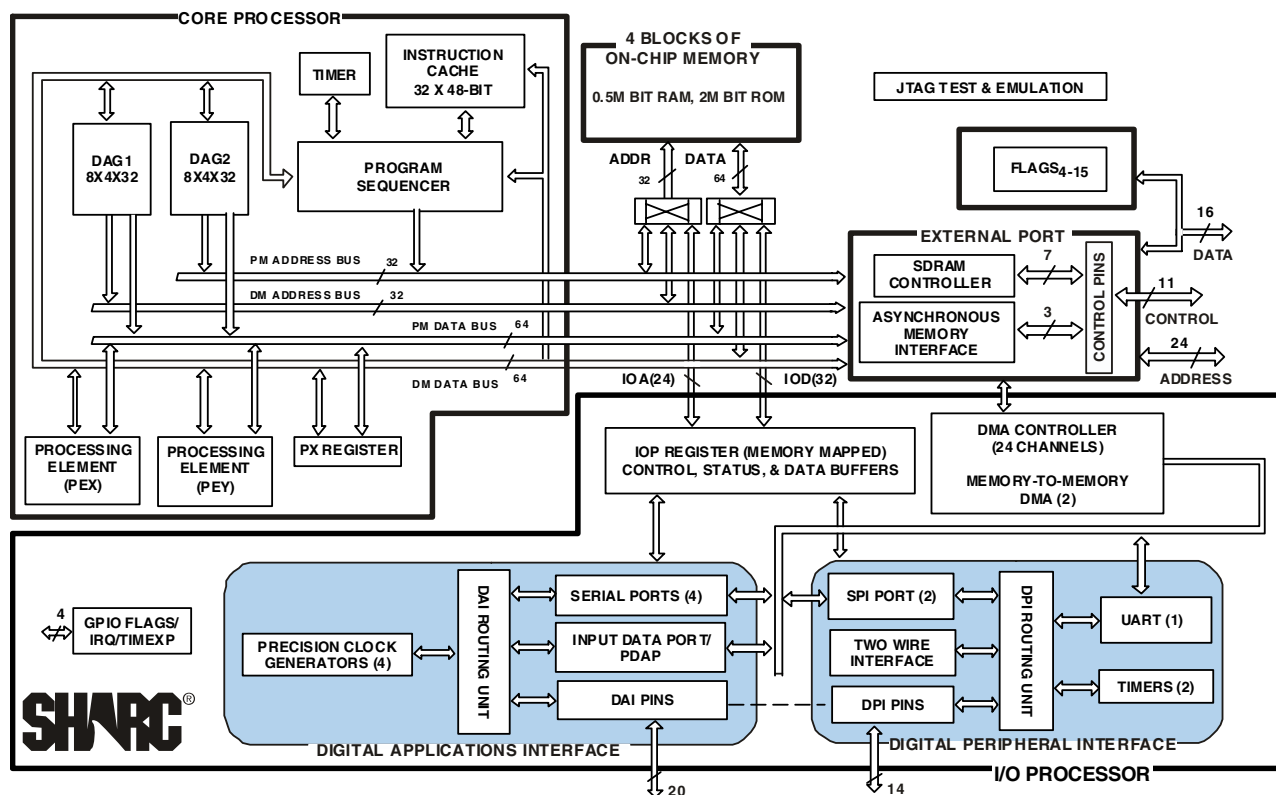 CORE PROCESSOR
TIMER
INSTRUCTION
CACHE
32 X 48-BIT
DAG1
8X4X32
DAG2
8X4X32
PROGRAM
SEQUENCER
PM ADDRESS BUS
32
DM ADDRESS BUS
32
PM DATA BUS
64
DM DATA BUS
64
PROCESSING
ELEMENT
(PEX)
PROCESSING
ELEMENT
(PEY)
PX REGISTER
4 BLOCKS OF
ON-CHIP MEMORY
0.5M BIT RAM, 2M BIT ROM
ADDR
32
DATA
64
IOA(24)
IOD(32)
JTAG TEST & EMULATION
FLAGS4-15
16
DATA
EXTERNAL PORT
SDRAM
CONTROLLER
7
ASYNCHRONOUS
MEMORY
INTERFACE
3
CONTROL PINS
11
CONTROL
24
ADDRESS
IOP REGISTER (MEMORY MAPPED)
CONTROL, STATUS, & DATA BUFFERS
DMA CONTROLLER
(24 CHANNELS)
MEMORY-TO-MEMORY
DMA (2)
4
GPIO FLAGS/
IRQ/TIMEXP
PRECISION CLOCK
GENERATORS (4)
DAI ROUTING UNIT
SERIAL PORTS (4)
INPUT DATA PORT/
PDAP
DAI PINS
DIGITAL APPLICATIONS INTERFACE
20
SPI PORT (2)
TWO WIRE
INTERFACE
DPI PINS
DPI ROUTING UNIT
UART (1)
TIMERS (2)
DIGITAL PERIPHERAL INTERFACE
14
I/O PROCESSOR
SHARC®